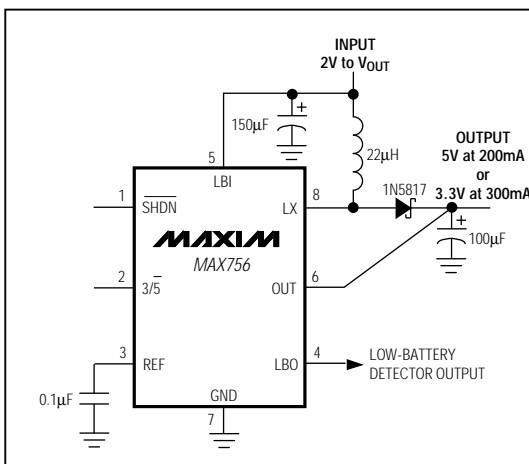 INPUT
2V to VOUT
150µF
+
22µH
OUTPUT
5V at 200mA
or
3.3V at 300mA
5
LBI
1
SHDN
LX
8
1N5817
+
100µF
MAXIM
MAX756
2
3/5
OUT
6
3
REF
LBO
4
LOW-BATTERY
DETECTOR OUTPUT
0.1µF
GND
7